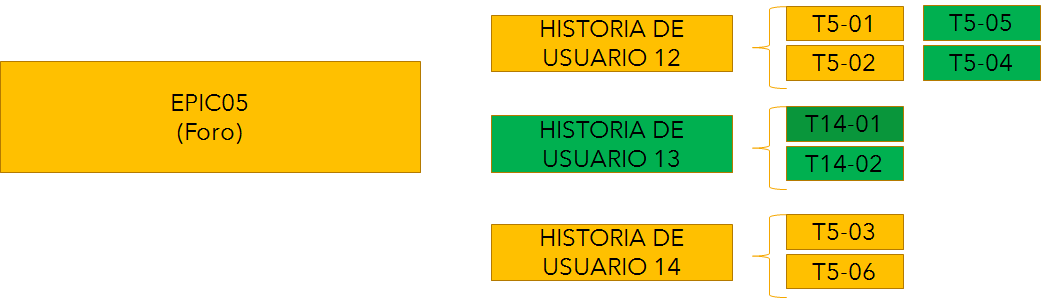 EPIC05
(Foro)
HISTORIA DE
USUARIO 12
T5-01
T5-05
T5-02
T5-04
HISTORIA DE
USUARIO 13
T14-01
T14-02
HISTORIA DE
USUARIO 14
T5-03
T5-06